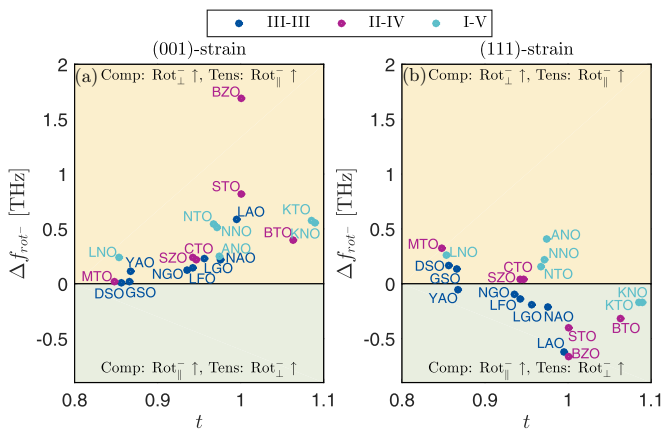 III-III II-IV I-V
(001)-strain
(a)
Comp: Rot⊥⁻ ↑, Tens: Rot∥⁻ ↑
BZO
STO
LAO
KTO
KNO
BTO
NTO
NNO
ANO
CTO
SZO
NAO
LGO
LFO
NGO
LNO
YAO
MTO
DSO
GSO
Comp: Rot∥⁻ ↑, Tens: Rot⊥⁻ ↑
2
1.5
1
0.5
0
-0.5
0.8 0.9 1 1.1
Δf_rot⁻ [THz]
t
(111)-strain
(b)
Comp: Rot⊥⁻ ↑, Tens: Rot∥⁻ ↑
MTO
LNO
DSO
GSO
YAO
ANO
NNO
NTO
CTO
SZO
NGO
LFO
LGO
NAO
KNO
KTO
BTO
STO
LAO
BZO
Comp: Rot∥⁻ ↑, Tens: Rot⊥⁻ ↑
2
1.5
1
0.5
0
-0.5
0.8 0.9 1 1.1
Δf_rot⁻ [THz]
t